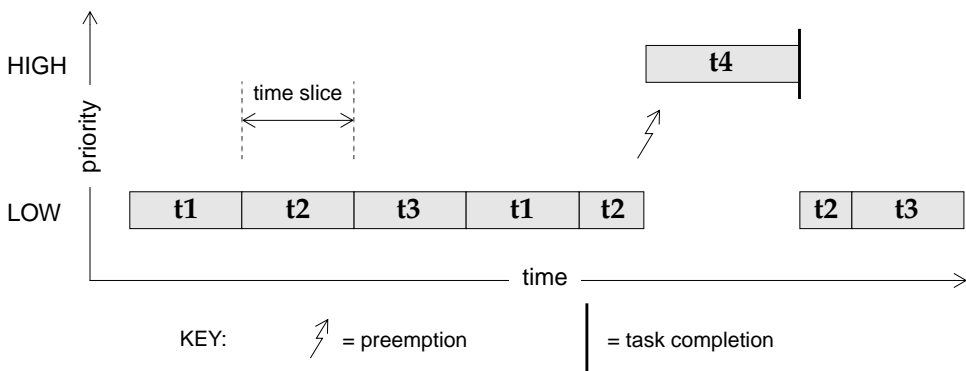 HIGH
t4
time slice
priority
LOW
t1 t2 t3 t1 t2 t2 t3
time
KEY: = preemption = task completion